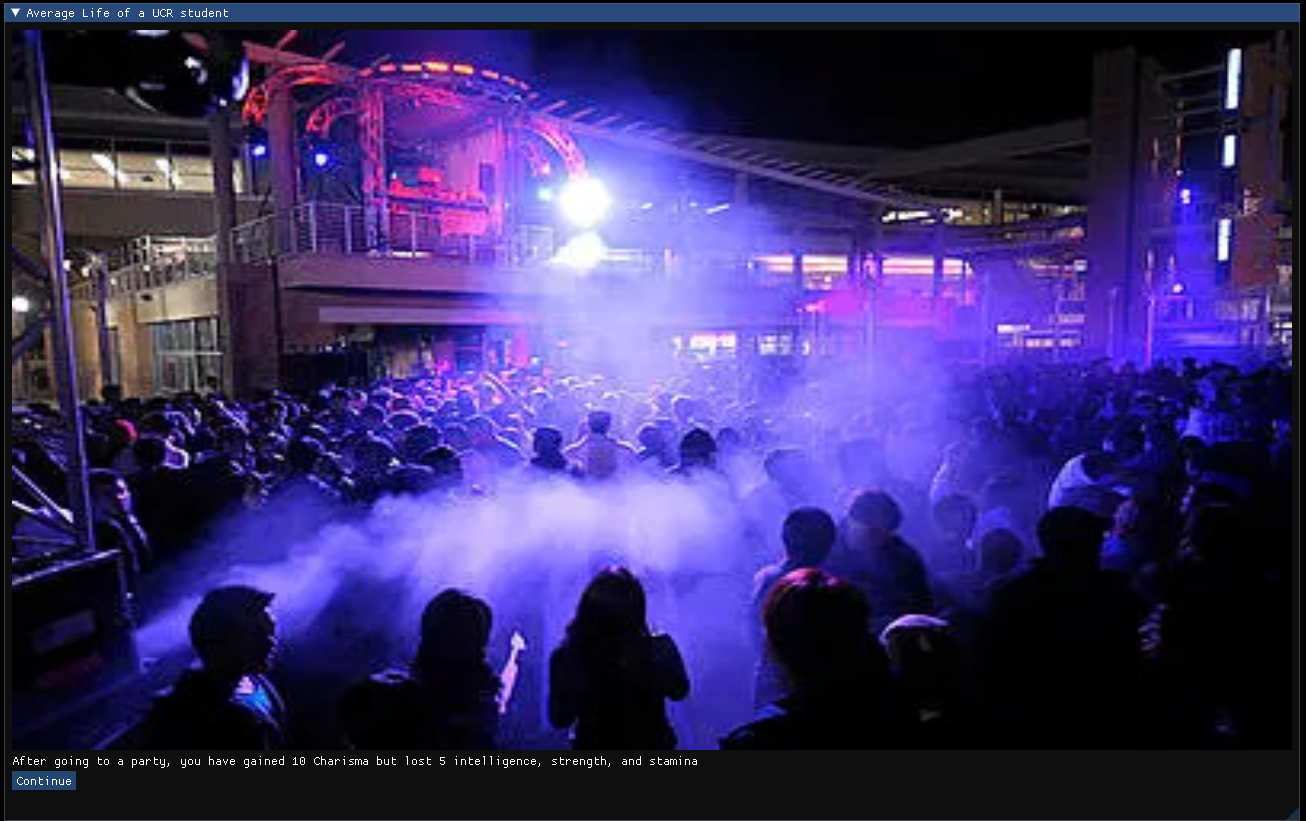 Average Life of a UCR student
After going to a party, you have gained 10 Charisma but lost 5 intelligence, strength, and stamina
Continue